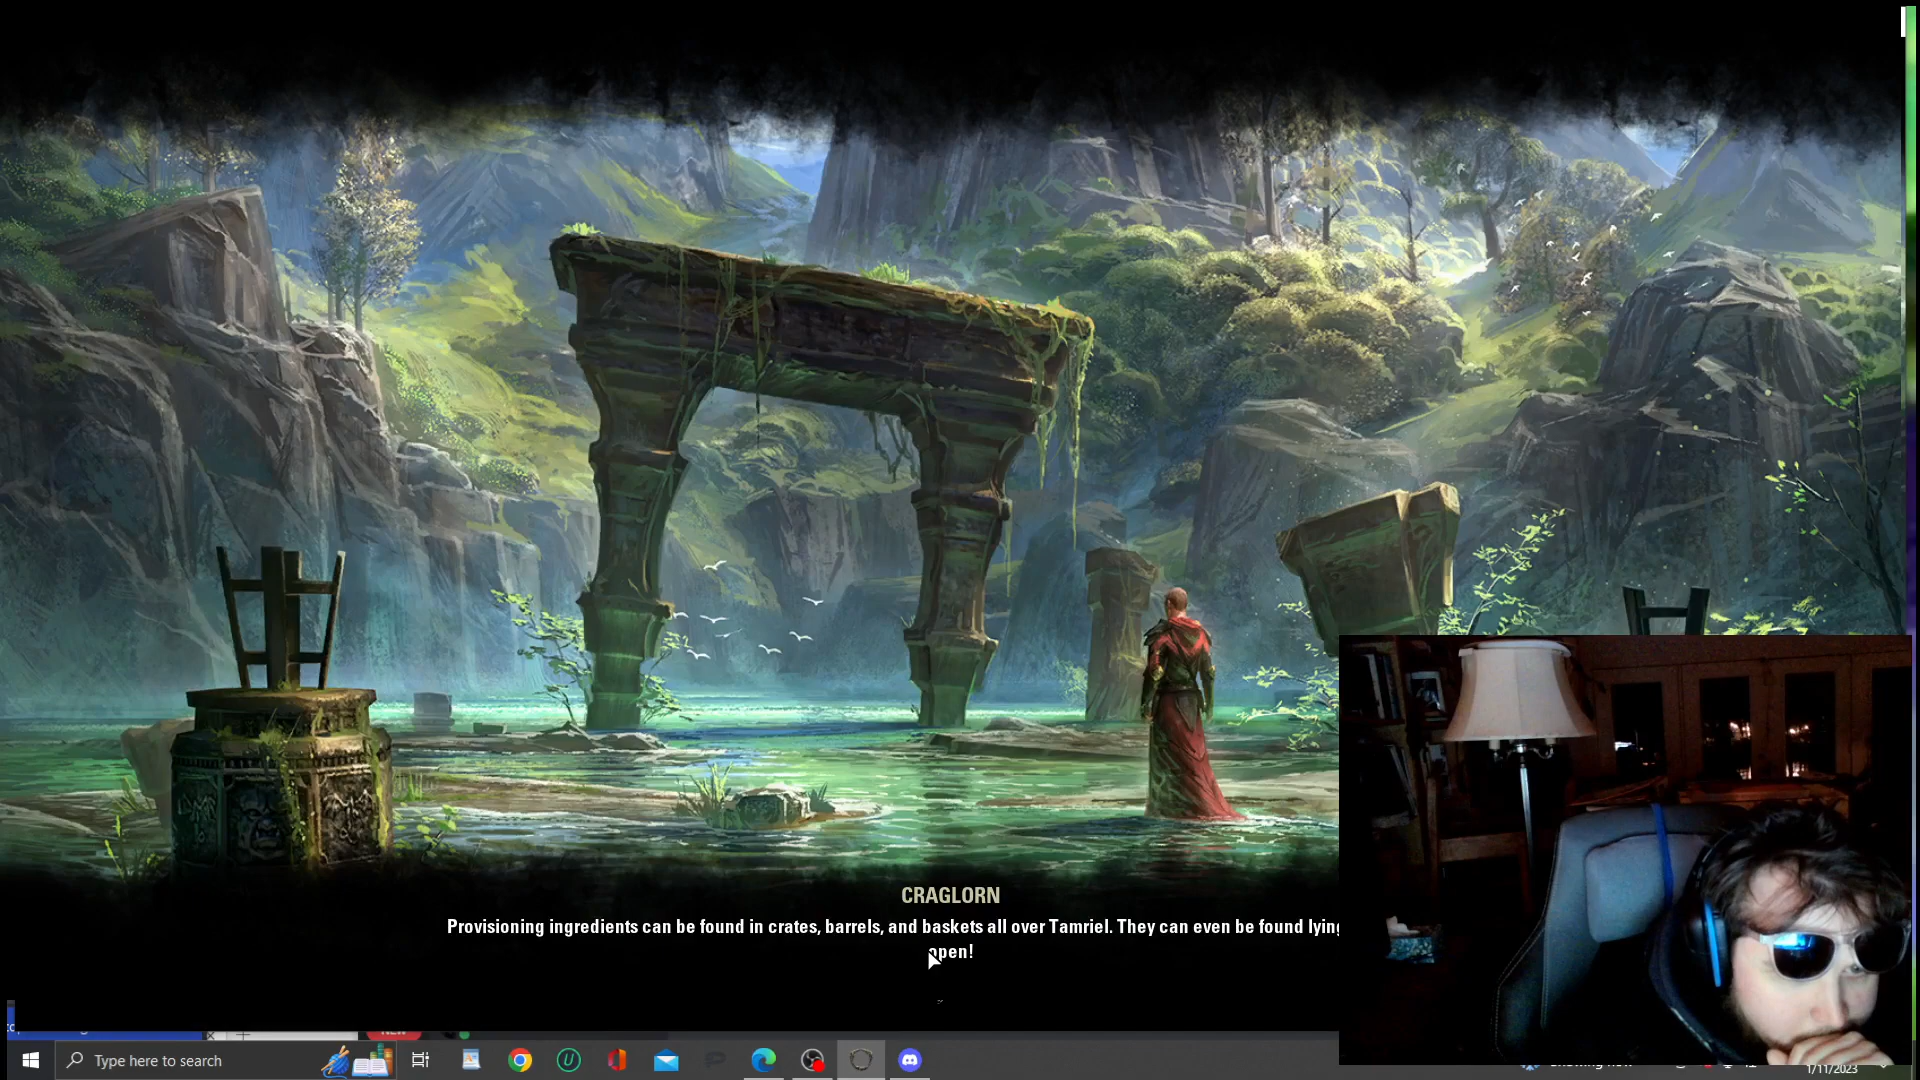 CRAGLORN
Provisioning ingredients can be found in crates, barrels, and baskets all over Tamriel. They can even be found lying
open!
Type here to search
1/11/2023